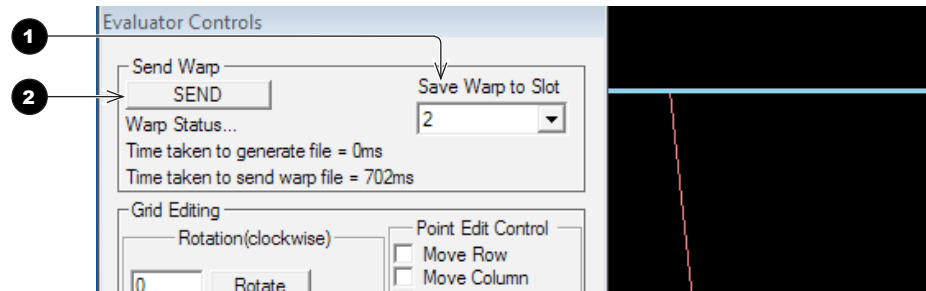 Evaluator Controls
1
Send Warp
Save Warp to Slot
2
SEND
2
Warp Status...
Time taken to generate file = 0ms
Time taken to send warp file = 702ms
Grid Editing
Rotation(clockwise)
Point Edit Control
Move Row
Move Column
0
Rotate